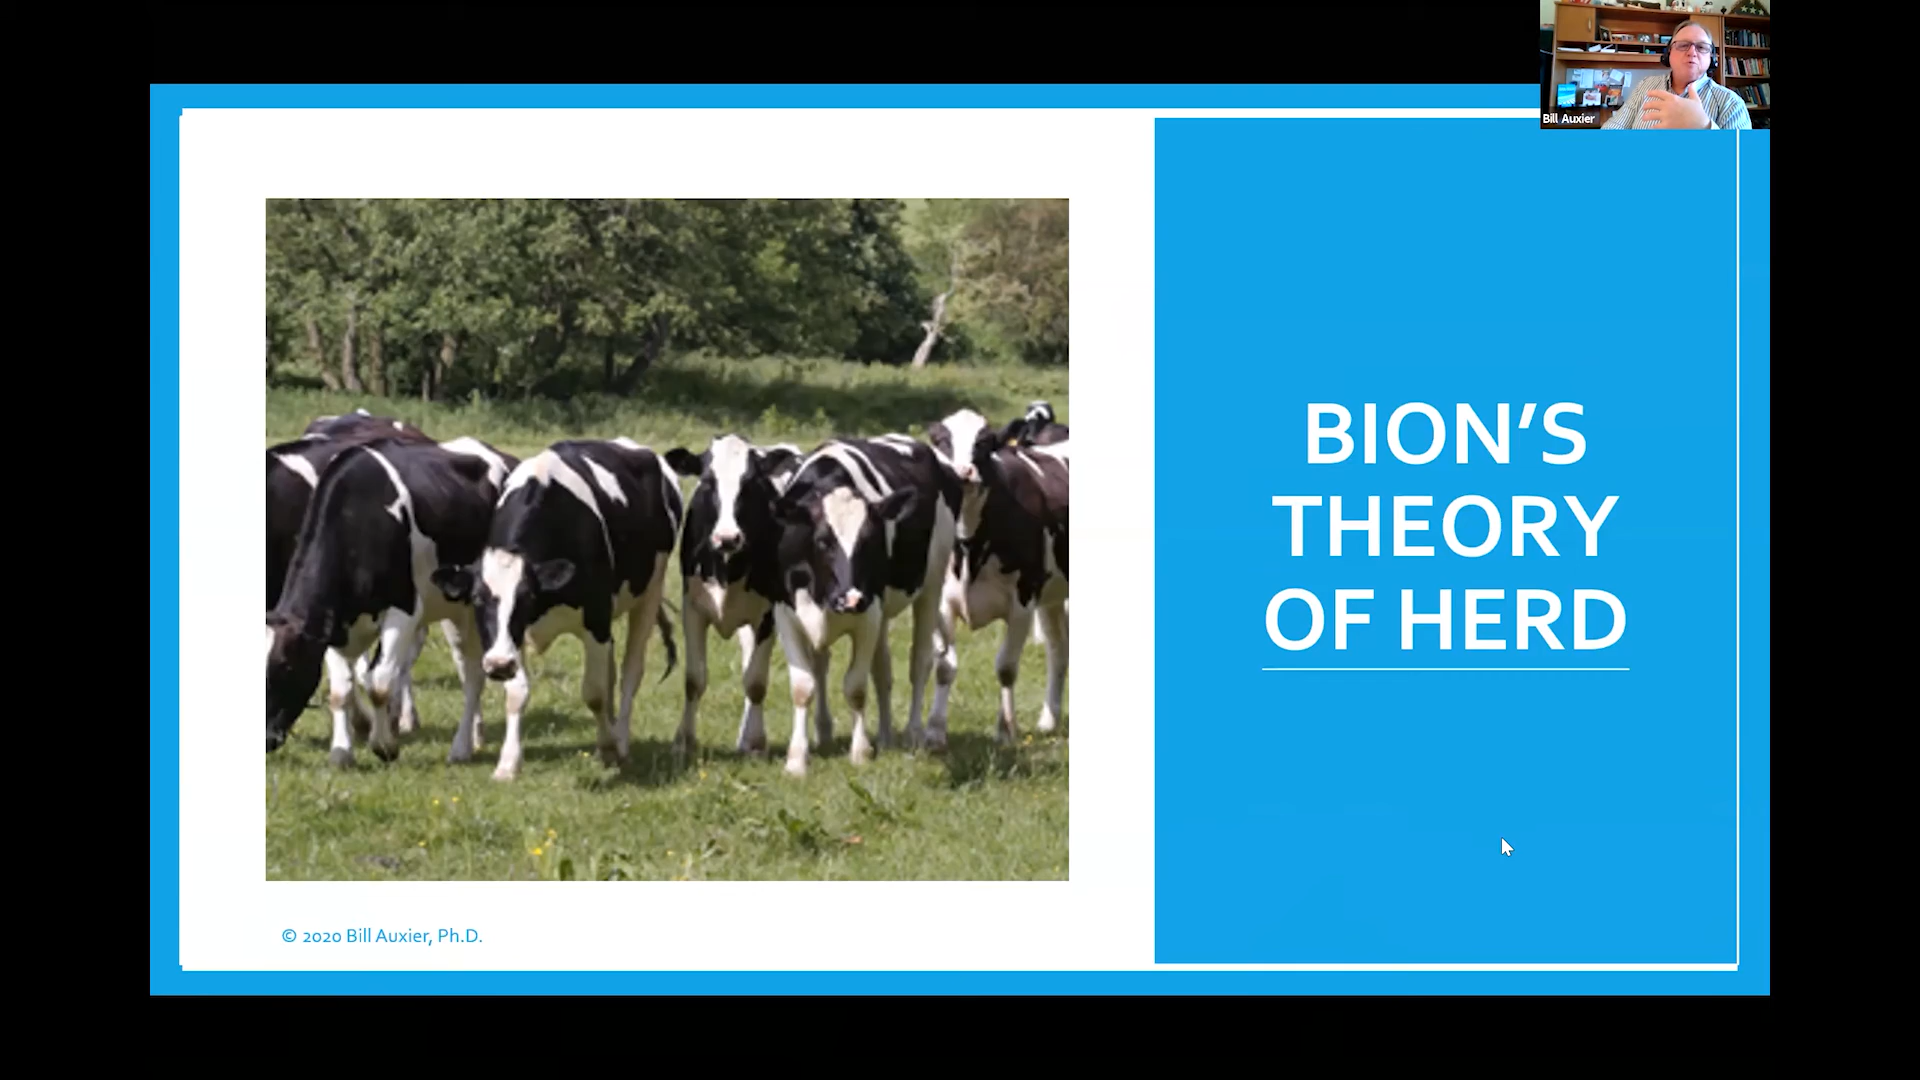 Bill Auxier
BION’S
THEORY
OF HERD
© 2020 Bill Auxier, Ph.D.